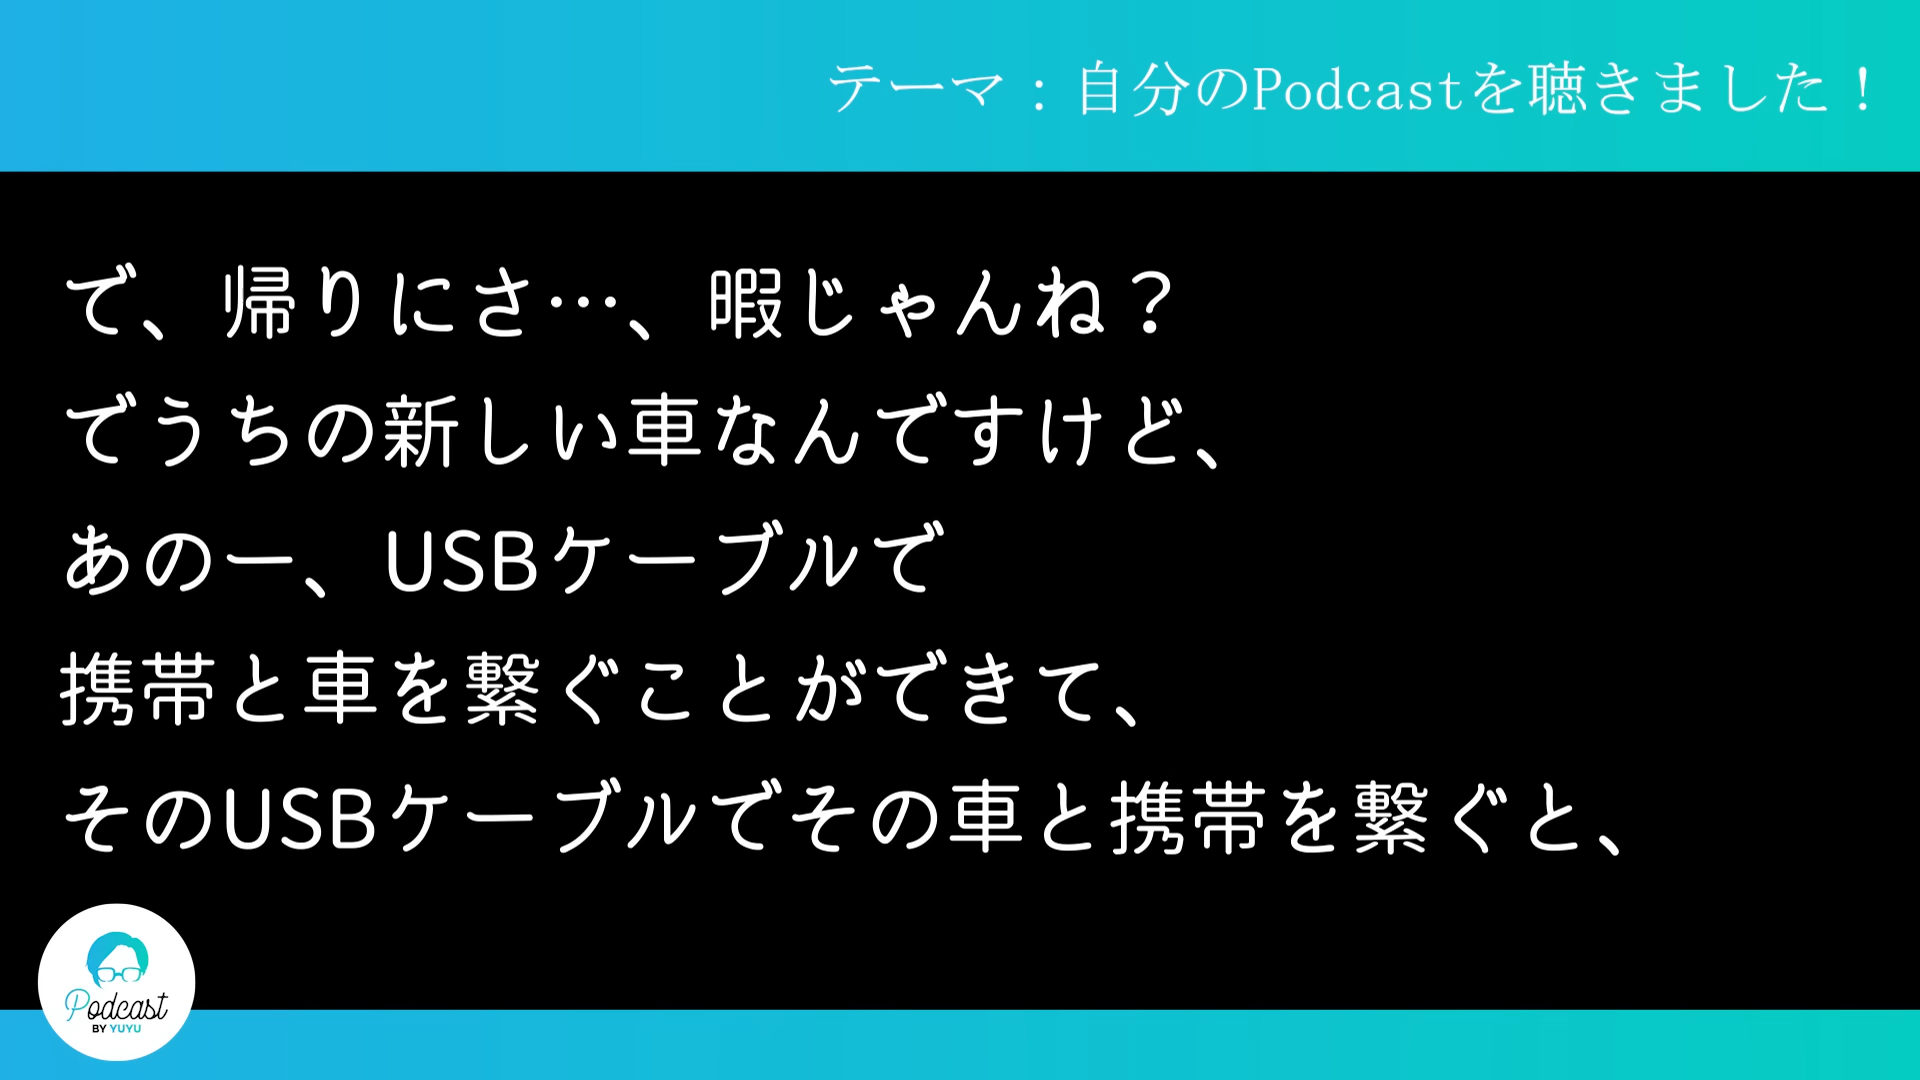 テーマ：自分のPodcastを聴きました！
で、帰りにさ…、暇じゃんね？
でうちの新しい車なんですけど、
あのー、USBケーブルで
携帯と車を繋ぐことができて、
そのUSBケーブルでその車と携帯を繋ぐと、
Podcast
BY YUYU